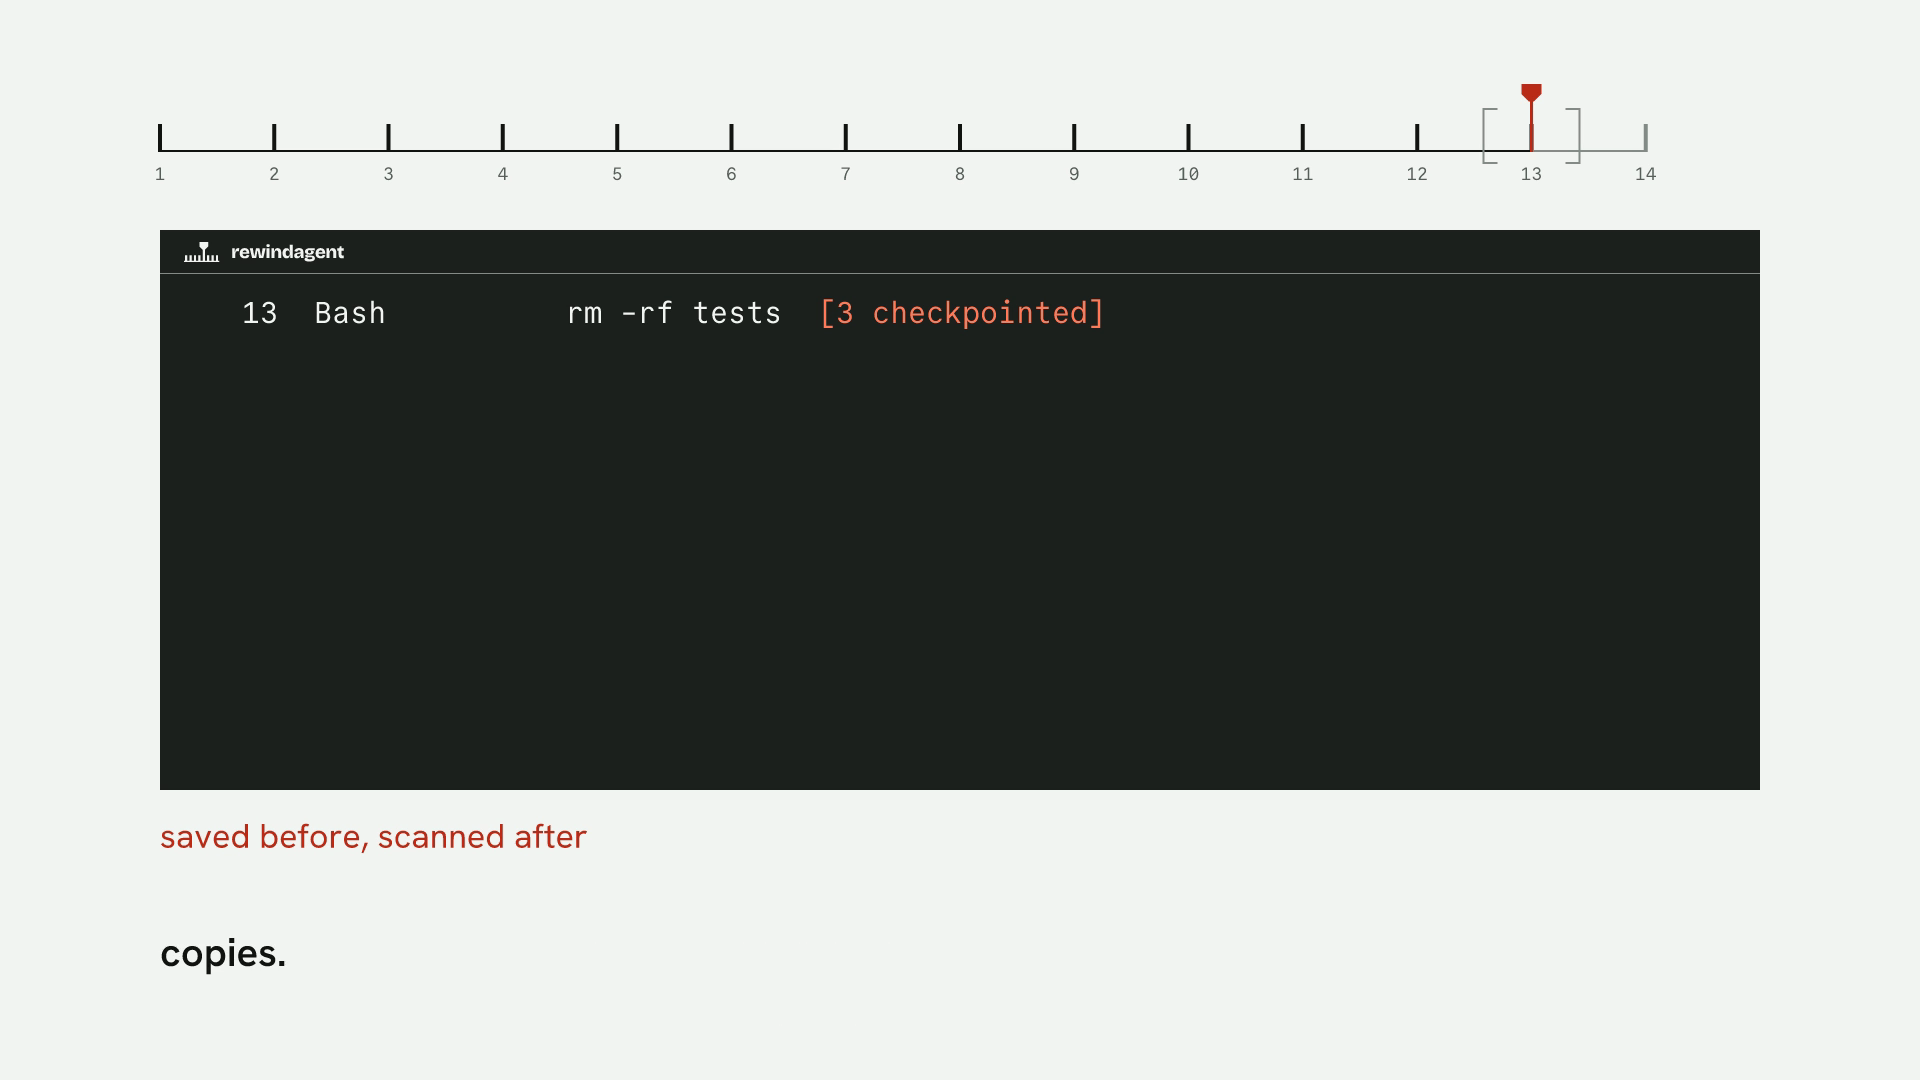 1 2 3 4 5 6 7 8 9 10 11 12 13 14
rewindagent
13 Bash rm -rf tests [3 checkpointed]
saved before, scanned after
copies.